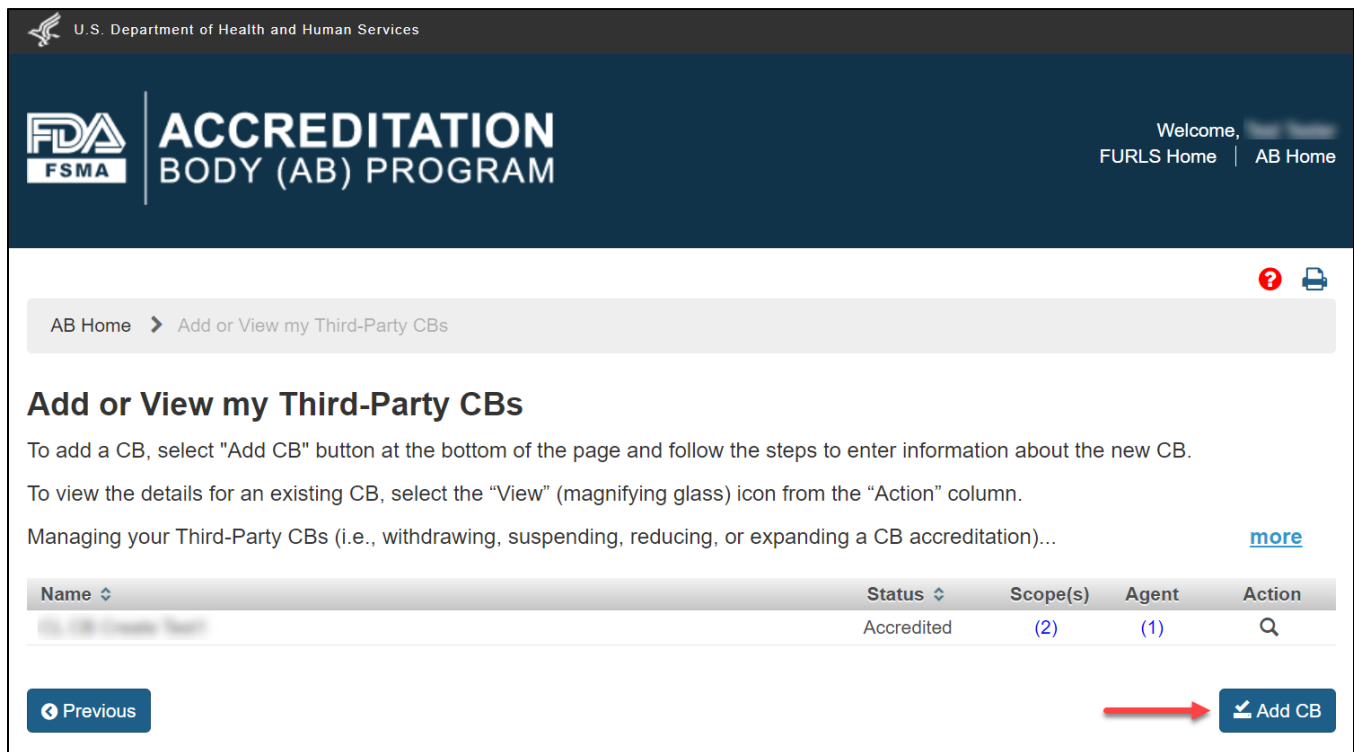 U.S. Department of Health and Human Services
FDA
FSMA
ACCREDITATION
BODY (AB) PROGRAM
Welcome,
FURLS Home | AB Home
AB Home > Add or View my Third-Party CBs
Add or View my Third-Party CBs
To add a CB, select "Add CB" button at the bottom of the page and follow the steps to enter information about the new CB.
To view the details for an existing CB, select the “View” (magnifying glass) icon from the “Action” column.
Managing your Third-Party CBs (i.e., withdrawing, suspending, reducing, or expanding a CB accreditation)... more
Name Status Scope(s) Agent Action
Accredited (2) (1)
Previous Add CB